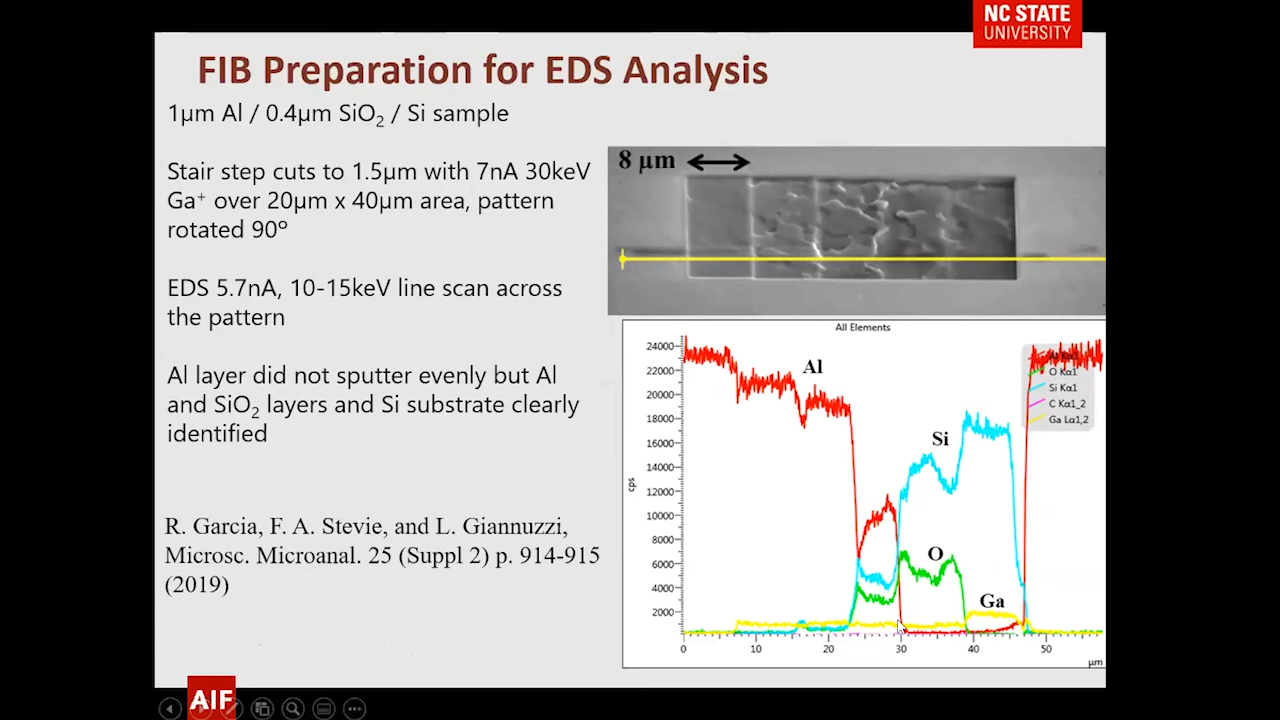 NC STATE
UNIVERSITY
FIB Preparation for EDS Analysis
1µm Al / 0.4µm SiO₂ / Si sample
Stair step cuts to 1.5µm with 7nA 30keV
Ga⁺ over 20µm x 40µm area, pattern
rotated 90º
EDS 5.7nA, 10-15keV line scan across
the pattern
Al layer did not sputter evenly but Al
and SiO₂ layers and Si substrate clearly
identified
R. Garcia, F. A. Stevie, and L. Giannuzzi,
Microsc. Microanal. 25 (Suppl 2) p. 914-915
(2019)
8 µm
All Elements
24000
22000
20000
18000
16000
14000
12000
10000
8000
6000
4000
2000
cps
Al
Si
O
Ga
O Kα1
Si Kα1
C Kα1_2
Ga Lα1,2
0 10 20 30 40 50
µm
AIF